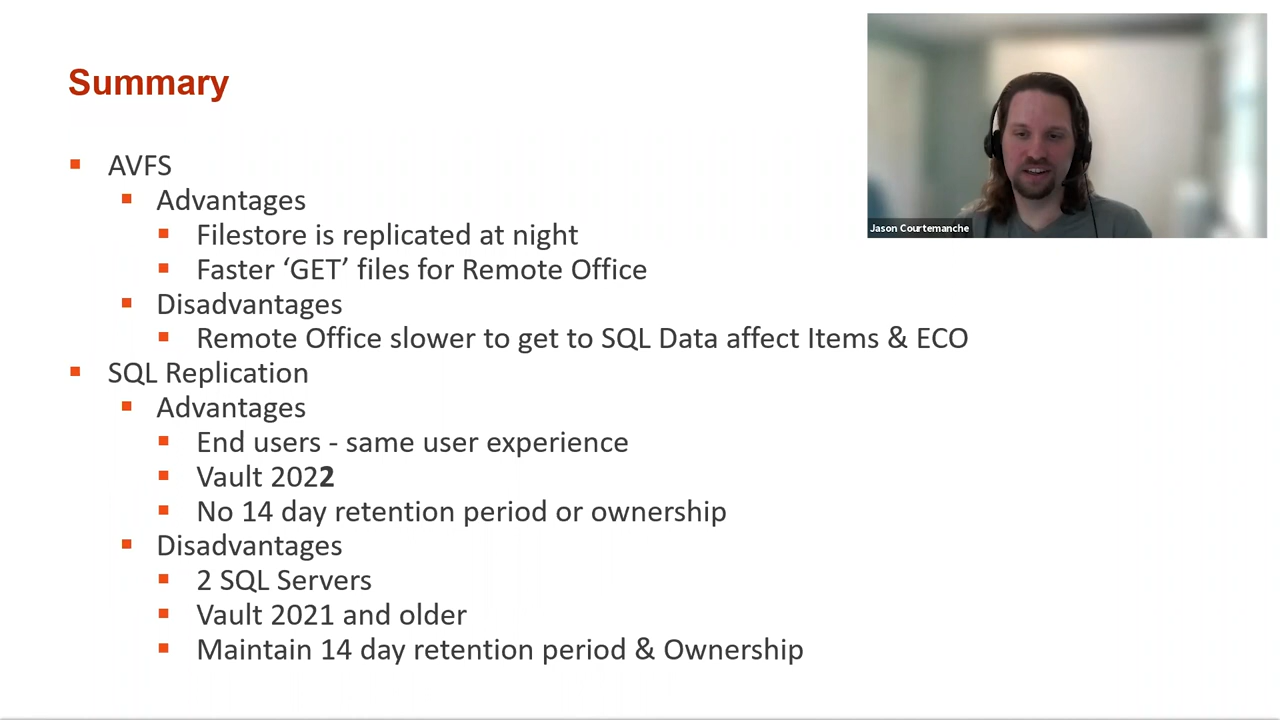 Summary
AVFS
Advantages
Filestore is replicated at night
Faster ‘GET’ files for Remote Office
Disadvantages
Remote Office slower to get to SQL Data affect Items & ECO
SQL Replication
Advantages
End users - same user experience
Vault 2022
No 14 day retention period or ownership
Disadvantages
2 SQL Servers
Vault 2021 and older
Maintain 14 day retention period & Ownership
Jason Courtemanche